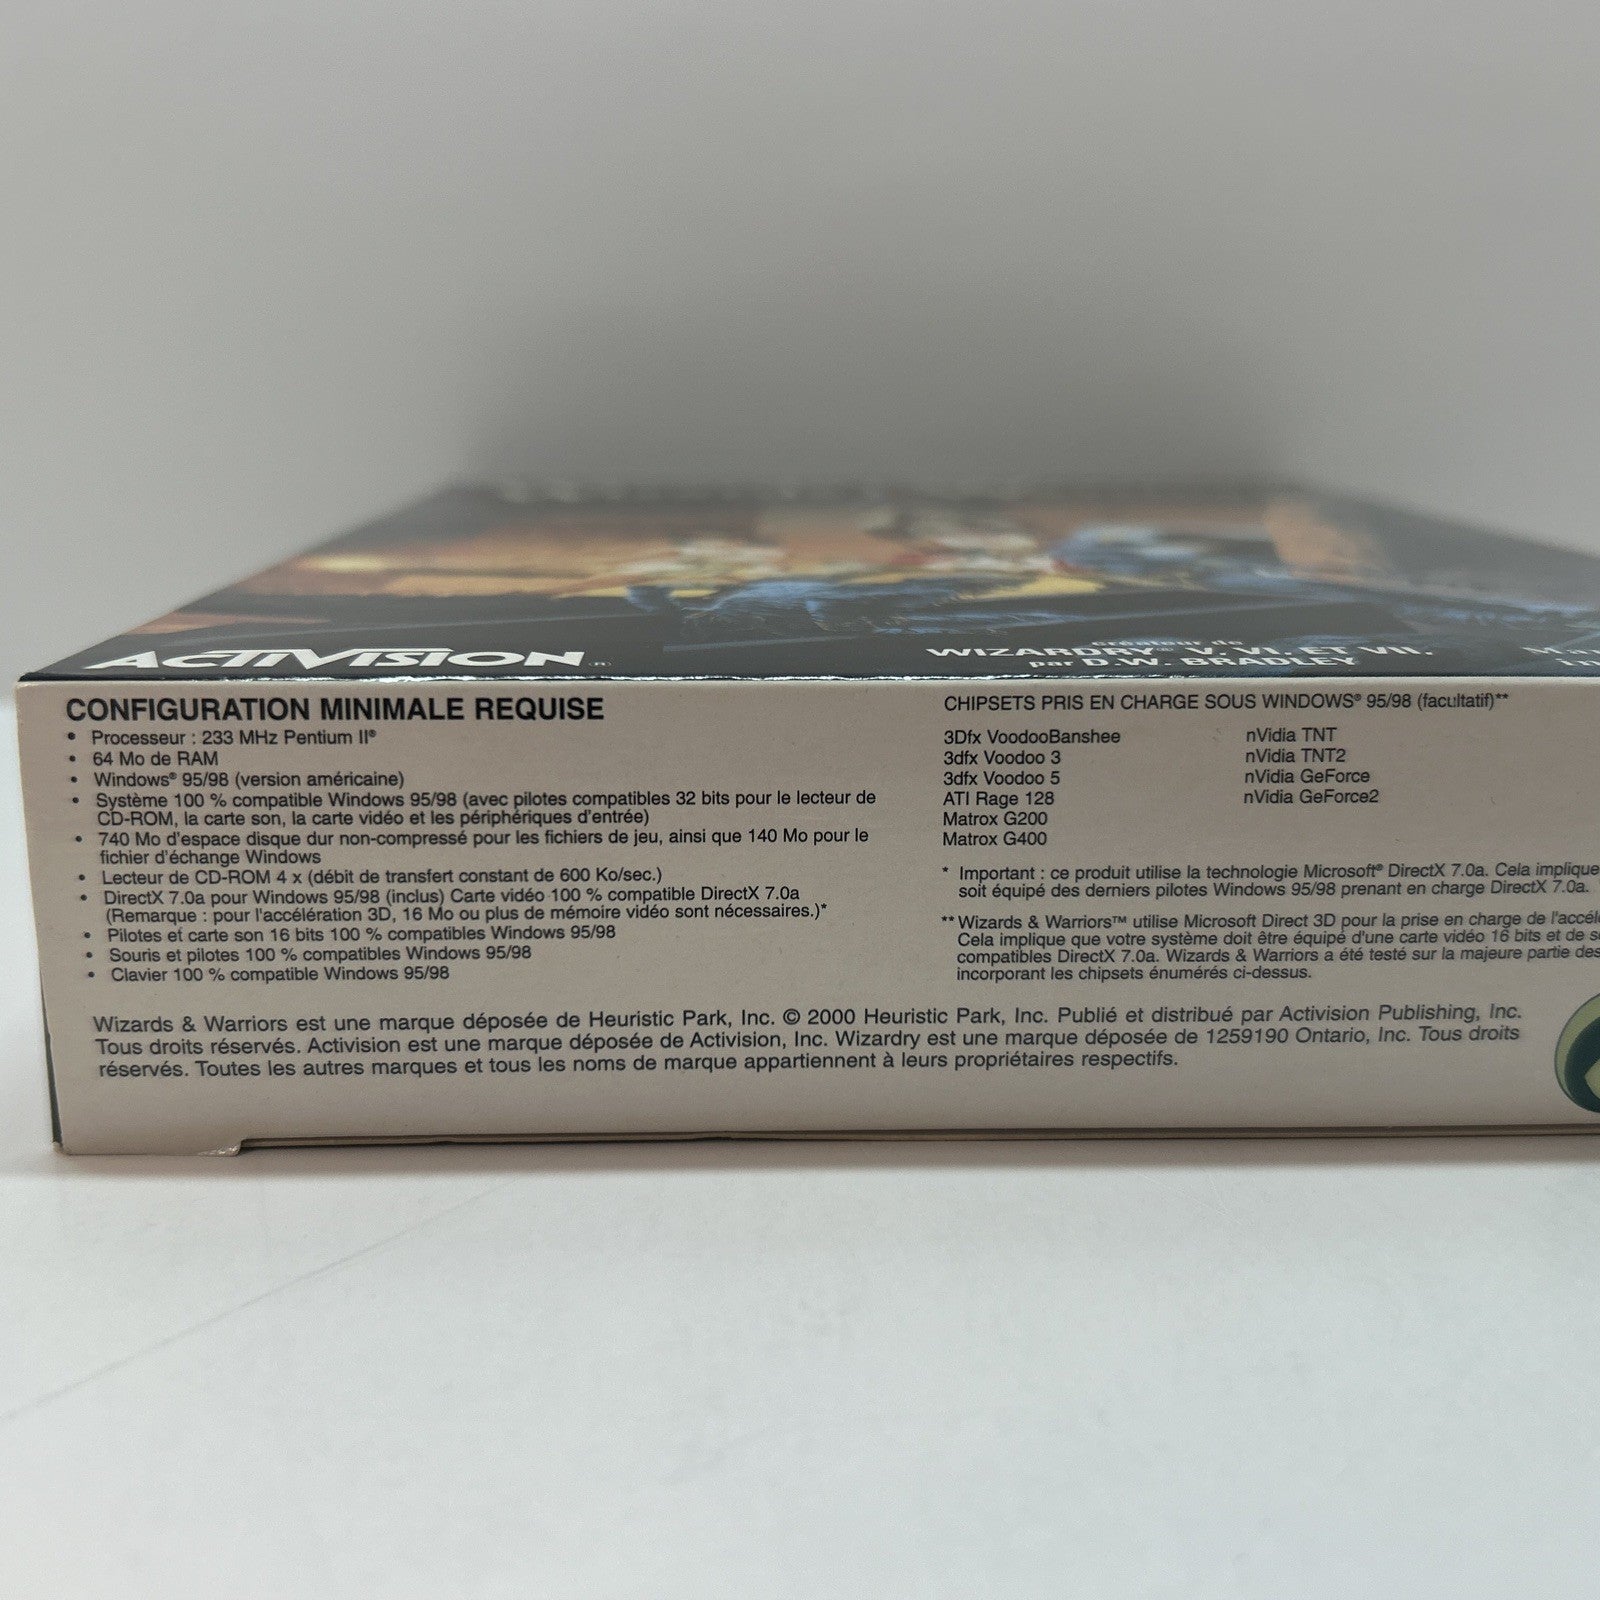 ACTIVISION®
créateur de
WIZARDRY® V. VI. ET VII.
par D.W. BRADLEY
CONFIGURATION MINIMALE REQUISE
• Processeur : 233 MHz Pentium II®
• 64 Mo de RAM
• Windows® 95/98 (version américaine)
• Système 100 % compatible Windows 95/98 (avec pilotes compatibles 32 bits pour le lecteur de
CD-ROM, la carte son, la carte vidéo et les périphériques d'entrée)
• 740 Mo d'espace disque dur non-compressé pour les fichiers de jeu, ainsi que 140 Mo pour le
fichier d'échange Windows
• Lecteur de CD-ROM 4 x (débit de transfert constant de 600 Ko/sec.)
• DirectX 7.0a pour Windows 95/98 (inclus) Carte vidéo 100 % compatible DirectX 7.0a
(Remarque : pour l'accélération 3D, 16 Mo ou plus de mémoire vidéo sont nécessaires.)*
• Pilotes et carte son 16 bits 100 % compatibles Windows 95/98
• Souris et pilotes 100 % compatibles Windows 95/98
• Clavier 100 % compatible Windows 95/98
CHIPSETS PRIS EN CHARGE SOUS WINDOWS® 95/98 (facultatif)**
3Dfx VoodooBanshee
3dfx Voodoo 3
3dfx Voodoo 5
ATI Rage 128
Matrox G200
Matrox G400
nVidia TNT
nVidia TNT2
nVidia GeForce
nVidia GeForce2
* Important : ce produit utilise la technologie Microsoft® DirectX 7.0a. Cela implique
soit équipé des derniers pilotes Windows 95/98 prenant en charge DirectX 7.0a.
** Wizards & Warriors™ utilise Microsoft Direct 3D pour la prise en charge de l'accél
Cela implique que votre système doit être équipé d'une carte vidéo 16 bits et de
compatibles DirectX 7.0a. Wizards & Warriors a été testé sur la majeure partie des
incorporant les chipsets énumérés ci-dessus.
Wizards & Warriors est une marque déposée de Heuristic Park, Inc. © 2000 Heuristic Park, Inc. Publié et distribué par Activision Publishing, Inc.
Tous droits réservés. Activision est une marque déposée de Activision, Inc. Wizardry est une marque déposée de 1259190 Ontario, Inc. Tous droits
réservés. Toutes les autres marques et tous les noms de marque appartiennent à leurs propriétaires respectifs.